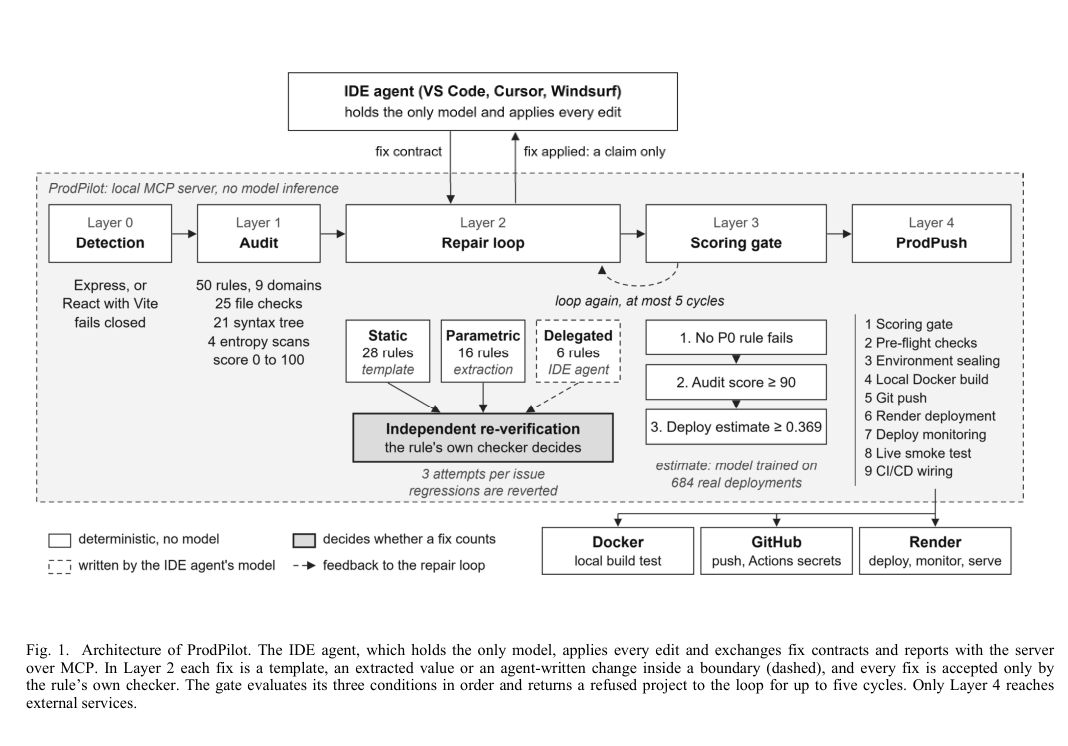 IDE agent (VS Code, Cursor, Windsurf)
holds the only model and applies every edit
fix contract
fix applied: a claim only
ProdPilot: local MCP server, no model inference
Layer 0
Detection
Layer 1
Audit
Layer 2
Repair loop
Layer 3
Scoring gate
Layer 4
ProdPush
Express, or
React with Vite
fails closed
50 rules, 9 domains
25 file checks
21 syntax tree
4 entropy scans
score 0 to 100
loop again, at most 5 cycles
Static
28 rules
template
Parametric
16 rules
extraction
Delegated
6 rules
IDE agent
Independent re-verification
the rule's own checker decides
3 attempts per issue
regressions are reverted
1. No P0 rule fails
2. Audit score ≥ 90
3. Deploy estimate ≥ 0.369
estimate: model trained on
684 real deployments
1 Scoring gate
2 Pre-flight checks
3 Environment sealing
4 Local Docker build
5 Git push
6 Render deployment
7 Deploy monitoring
8 Live smoke test
9 CI/CD wiring
deterministic, no model
decides whether a fix counts
written by the IDE agent's model
feedback to the repair loop
Docker
local build test
GitHub
push, Actions secrets
Render
deploy, monitor, serve
Fig. 1. Architecture of ProdPilot. The IDE agent, which holds the only model, applies every edit and exchanges fix contracts and reports with the server
over MCP. In Layer 2 each fix is a template, an extracted value or an agent-written change inside a boundary (dashed), and every fix is accepted only by
the rule's own checker. The gate evaluates its three conditions in order and returns a refused project to the loop for up to five cycles. Only Layer 4 reaches
external services.